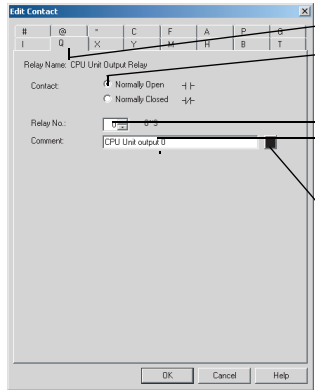 Edit Contact
# @ " C F A P G
I Q X Y M H B T
Relay Name: CPU Unit Output Relay
Contact: Normally Open
Normally Closed
Relay No.: 0
Comment: CPU Unit output 0
OK Cancel Help